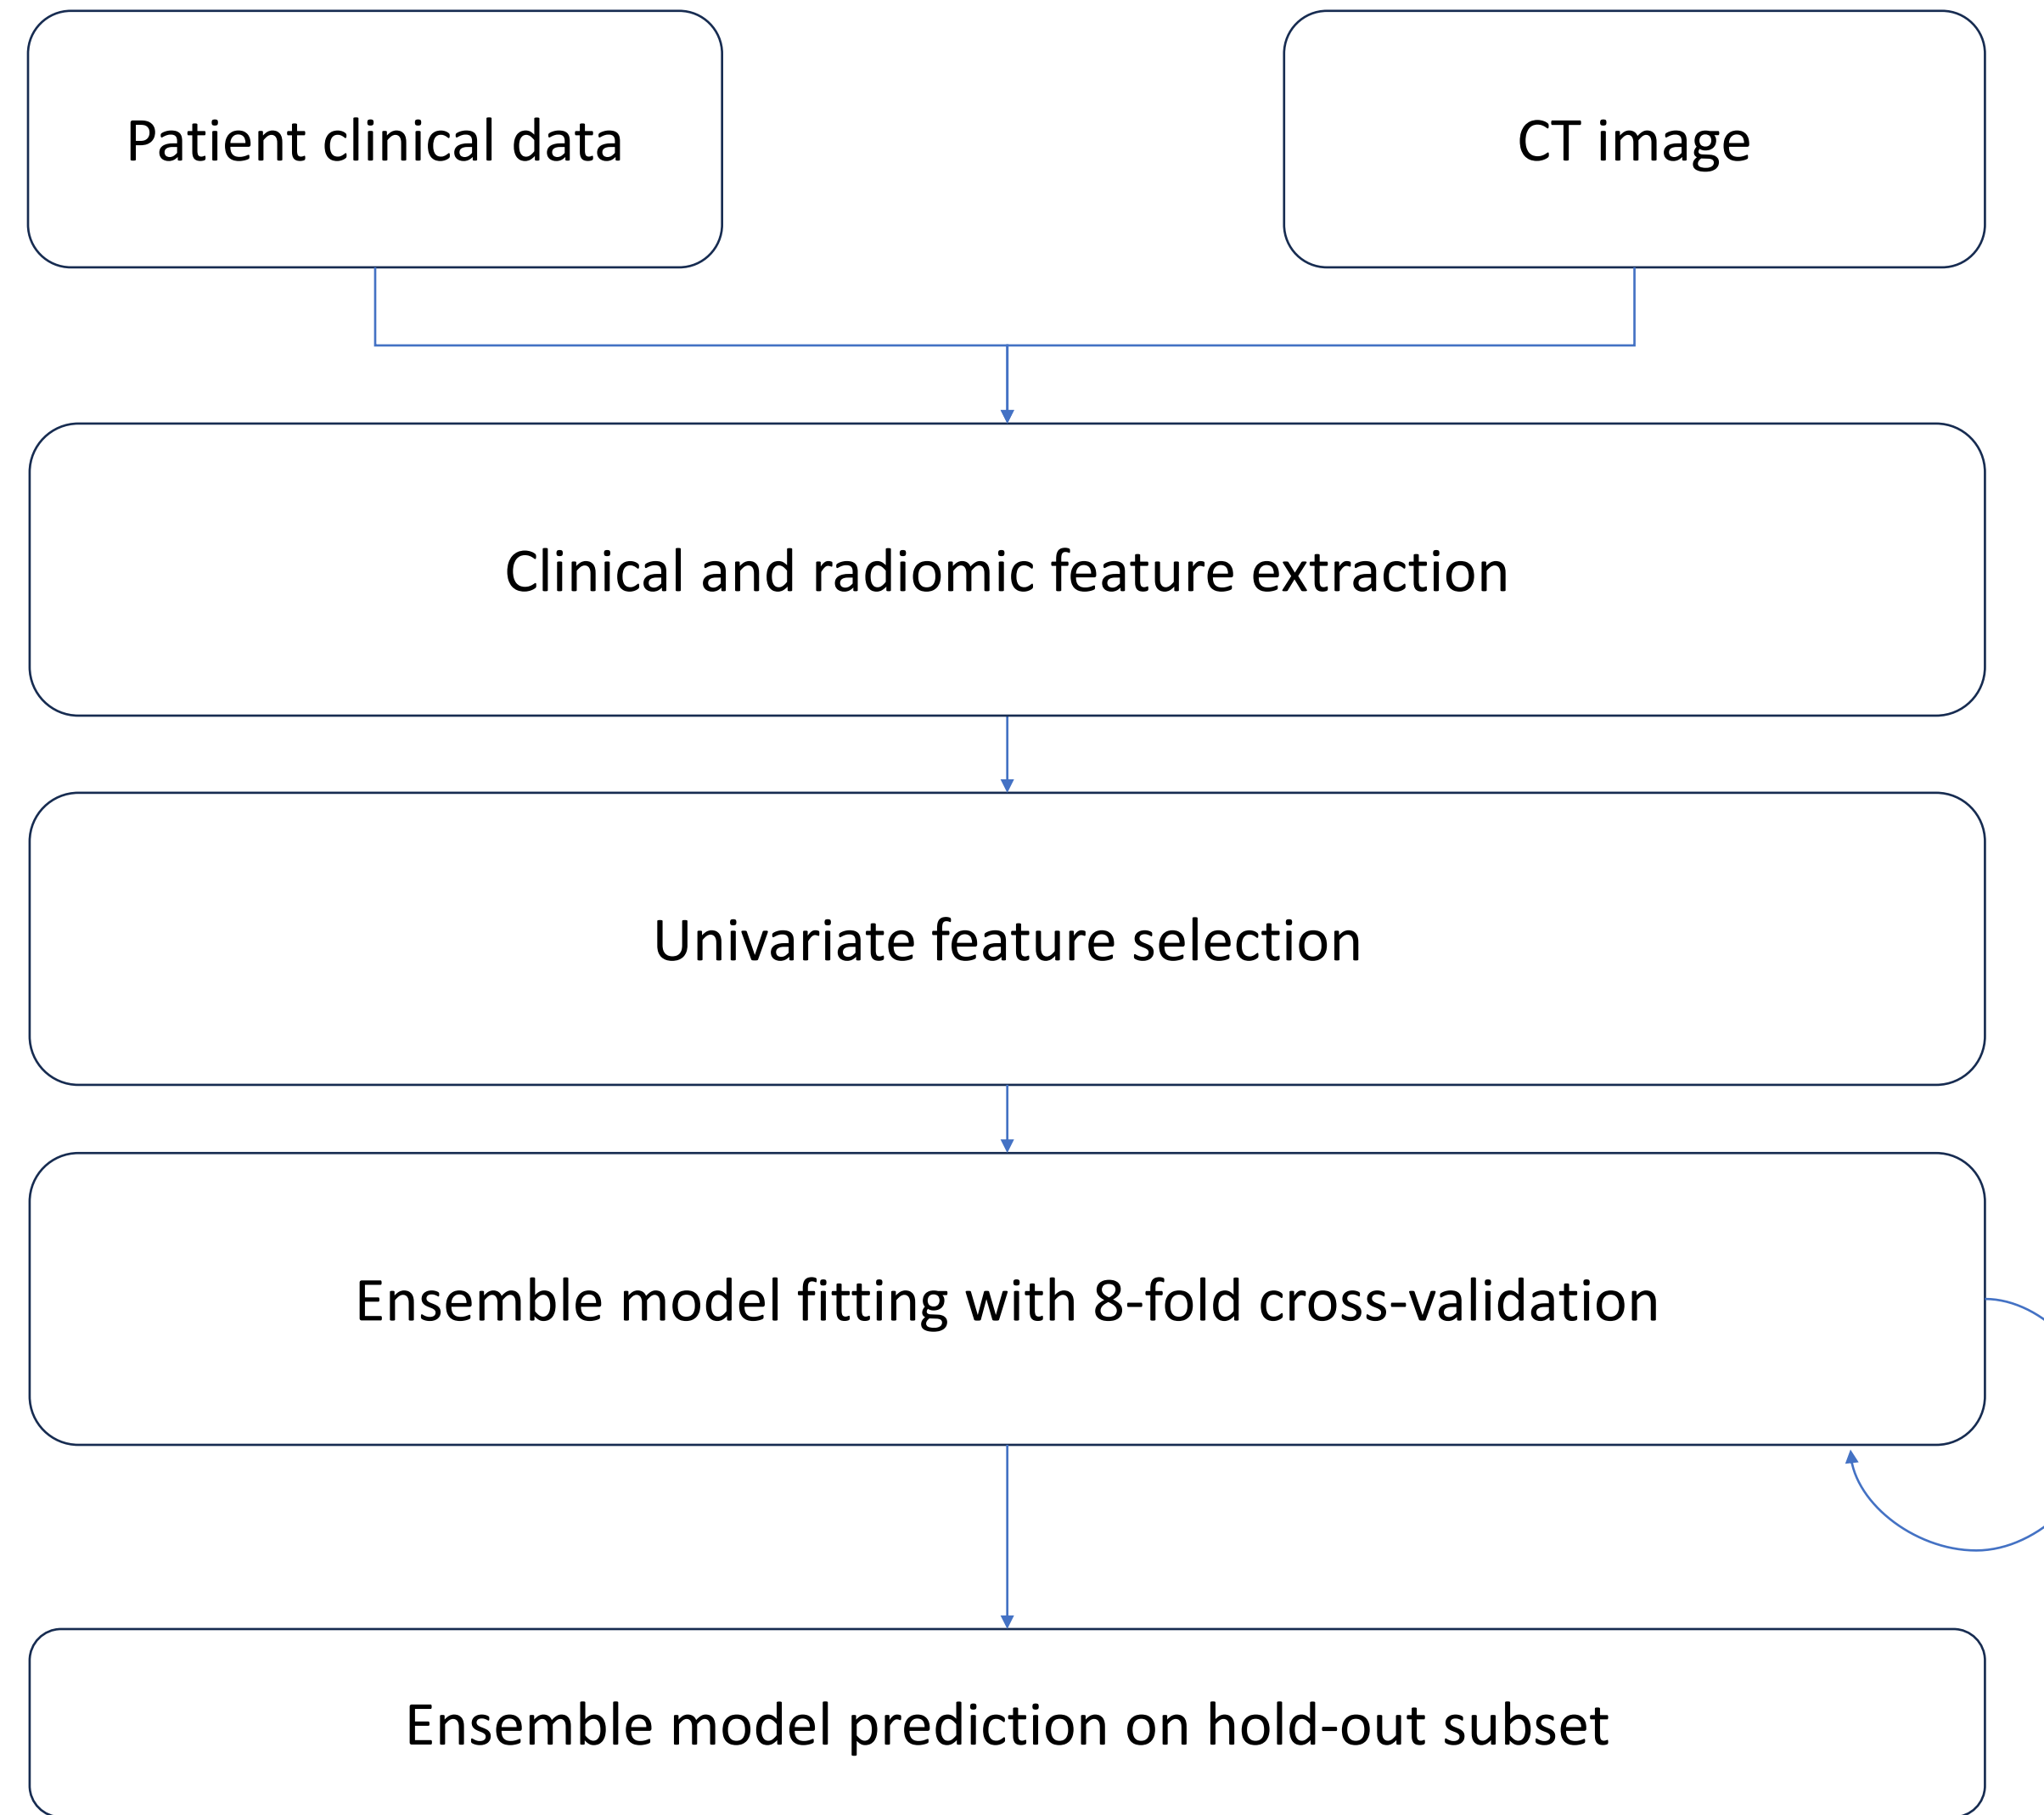 Patient clinical data
CT image
Clinical and radiomic feature extraction
Univariate feature selection
Ensemble model fitting with 8-fold cross-validation
Ensemble model prediction on hold-out subset